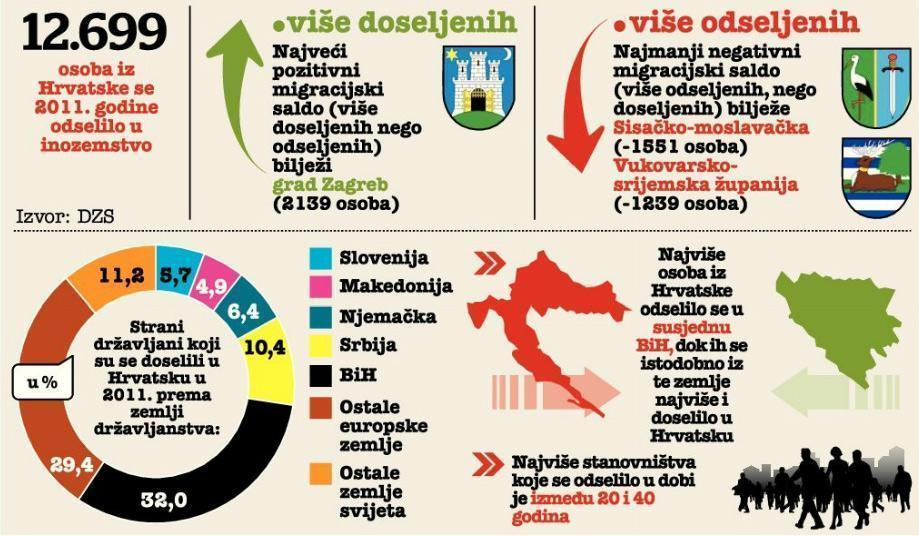 12.699
osoba iz
Hrvatske se
2011. godine
odselilo u
inozemstvo
Izvor: DZS
•više doseljenih
Najveći
pozitivni
migracijski
saldo (više
doseljenih nego
odseljenih)
bilježi
grad Zagreb
(2139 osoba)
•više odseljenih
Najmanji negativni
migracijski saldo
(više odseljenih, nego
doseljenih) bilježe
Sisačko-moslavačka
(-1551 osoba)
Vukovarsko-
srijemska županija
(-1239 osoba)
11,2
5,7
4,9
6,4
10,4
32,0
29,4
u %
Strani
državljani koji
su se doselili u
Hrvatsku u
2011. prema
zemlji
državljanstva:
Slovenija
Makedonija
Njemačka
Srbija
BiH
Ostale
europske
zemlje
Ostale
zemlje
svijeta
Najviše
osoba iz
Hrvatske
odselilo se u
susjednu
BiH, dok ih se
istodobno iz
te zemlje
najviše i
doselilo u
Hrvatsku
Najviše stanovništva
koje se odselilo u dobi
je između 20 i 40
godina